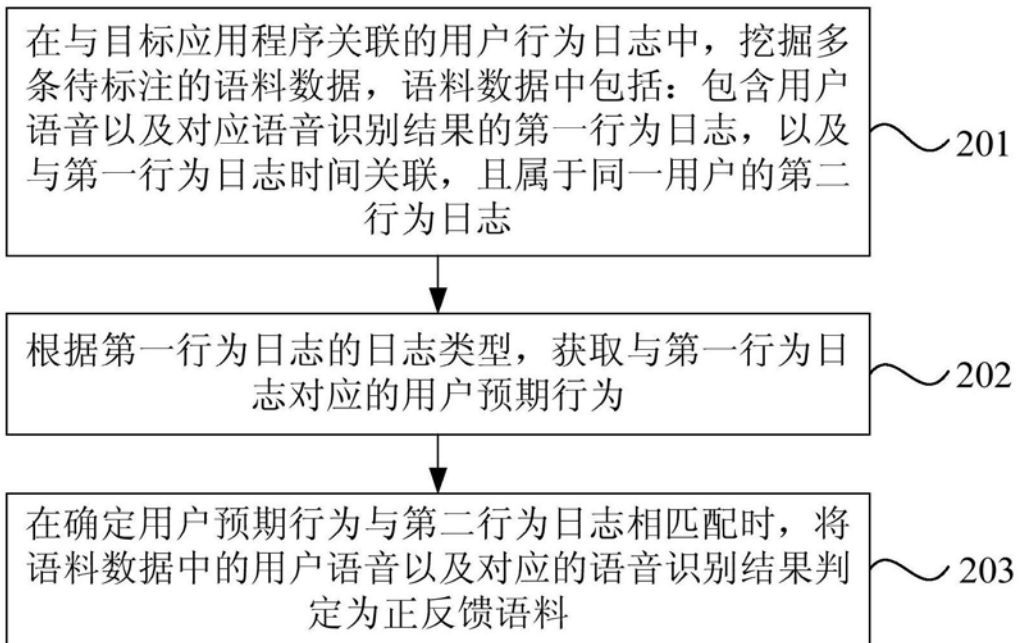 在与目标应用程序关联的用户行为日志中，挖掘多
条待标注的语料数据，语料数据中包括：包含用户
语音以及对应语音识别结果的第一行为日志，以及
与第一行为日志时间关联，且属于同一用户的第二
行为日志
201
根据第一行为日志的日志类型，获取与第一行为日
志对应的用户预期行为
202
在确定用户预期行为与第二行为日志相匹配时，将
语料数据中的用户语音以及对应的语音识别结果判
定为正反馈语料
203